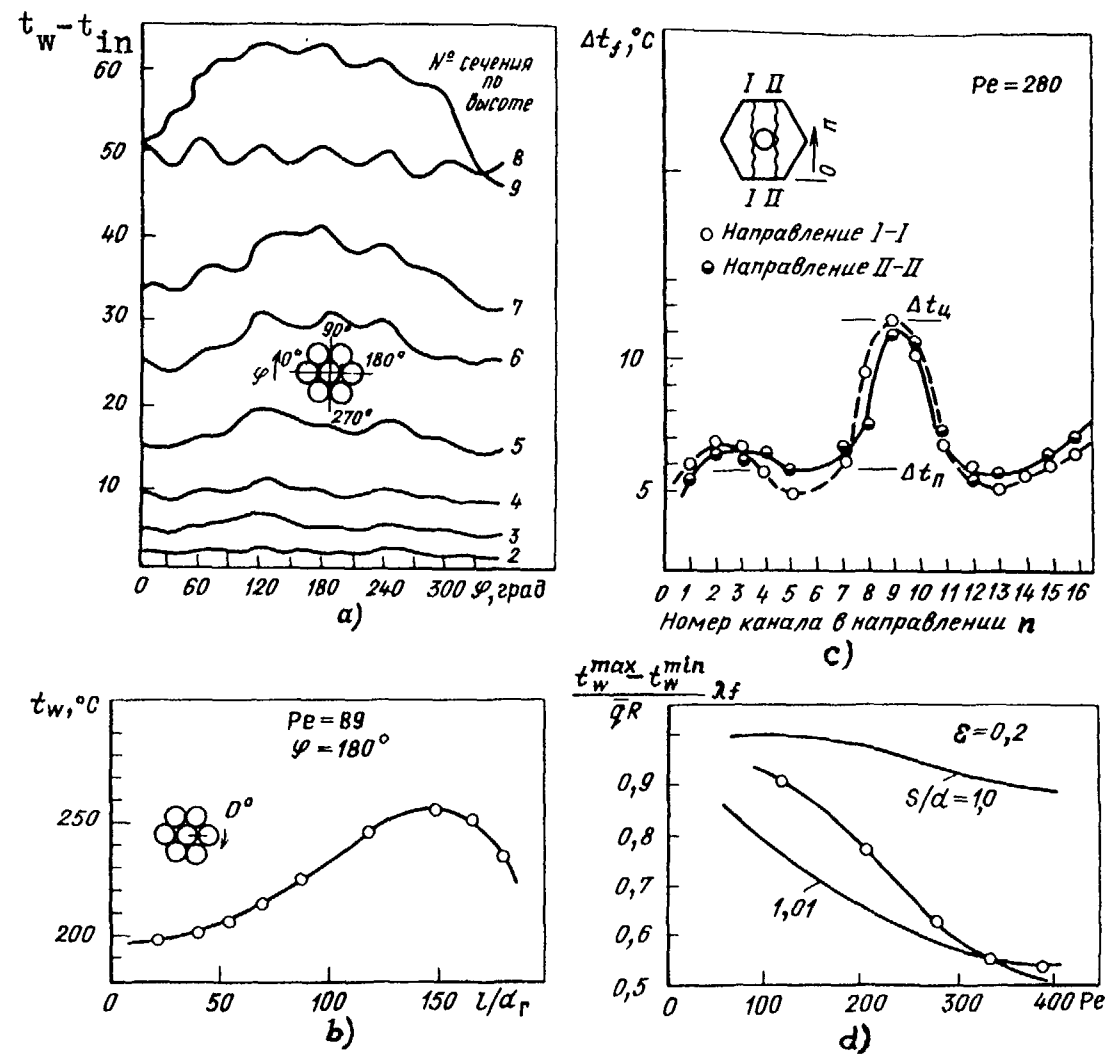 t_w-t_in
60
50
40
30
20
10
№ сечения
по
высоте
8
9
7
6
5
4
3
2
90°
0°
180°
φ
270°
0 60 120 180 240 300 φ,град
a)
Δt_f,°C
10
5
Pe=280
I II
n
0
I II
Направление I-I
Направление II-II
Δt_ц
Δt_п
0 1 2 3 4 5 6 7 8 9 10 11 12 13 14 15 16
Номер канала в направлении n
c)
t_w,°C
250
200
Pe=89
φ=180°
0°
0 50 100 150 l/d_г
b)
t_w^max-t_w^min
q̄R
λ_f
0,9
0,8
0,7
0,6
0,5
ε=0,2
S/d=1,0
1,01
0 100 200 300 400 Pe
d)